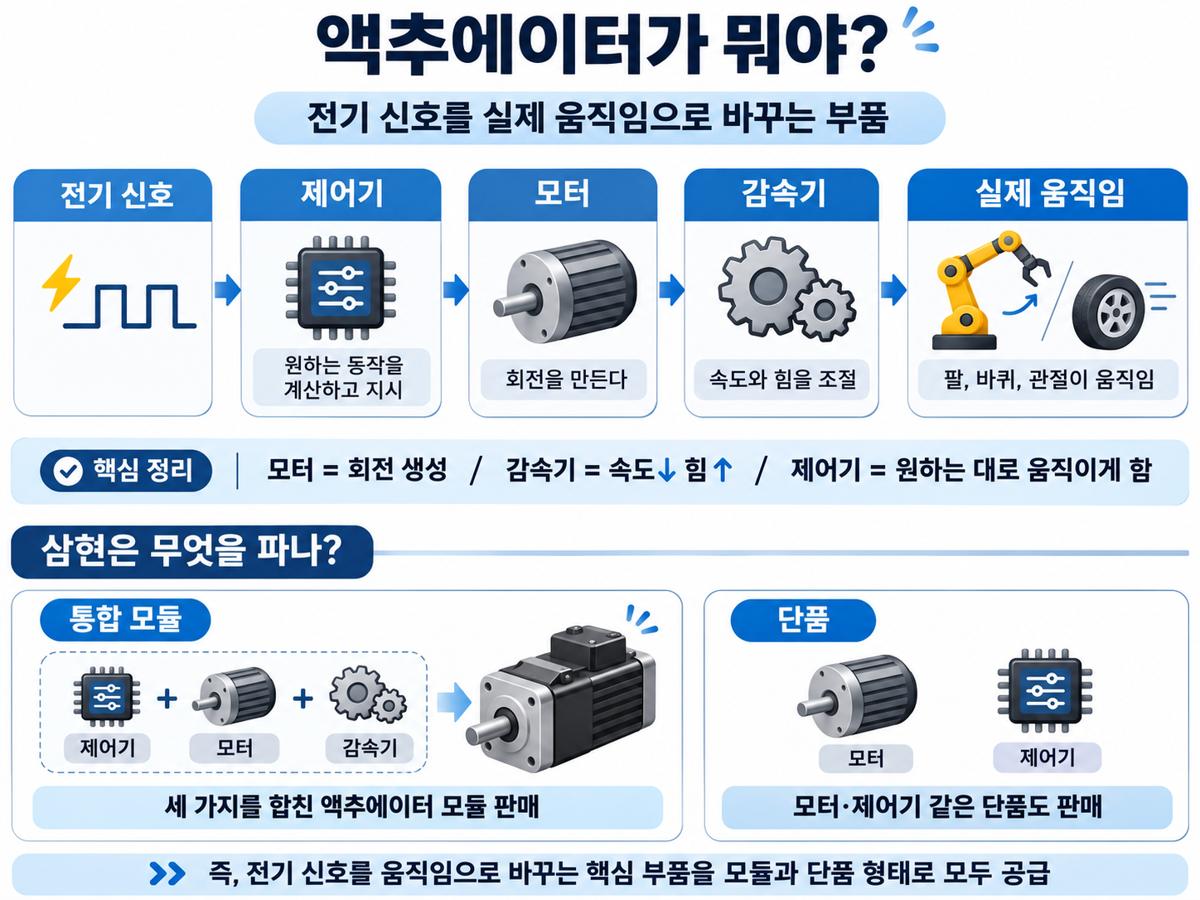 액추에이터가 뭐야?
전기 신호를 실제 움직임으로 바꾸는 부품
전기 신호
제어기
원하는 동작을
계산하고 지시
모터
회전을 만든다
감속기
속도와 힘을 조절
실제 움직임
팔, 바퀴, 관절이 움직임
핵심 정리
모터 = 회전 생성 / 감속기 = 속도↓ 힘↑ / 제어기 = 원하는 대로 움직이게 함
삼현은 무엇을 파나?
통합 모듈
제어기 + 모터 + 감속기
세 가지를 합친 액추에이터 모듈 판매
단품
모터
제어기
모터·제어기 같은 단품도 판매
즉, 전기 신호를 움직임으로 바꾸는 핵심 부품을 모듈과 단품 형태로 모두 공급